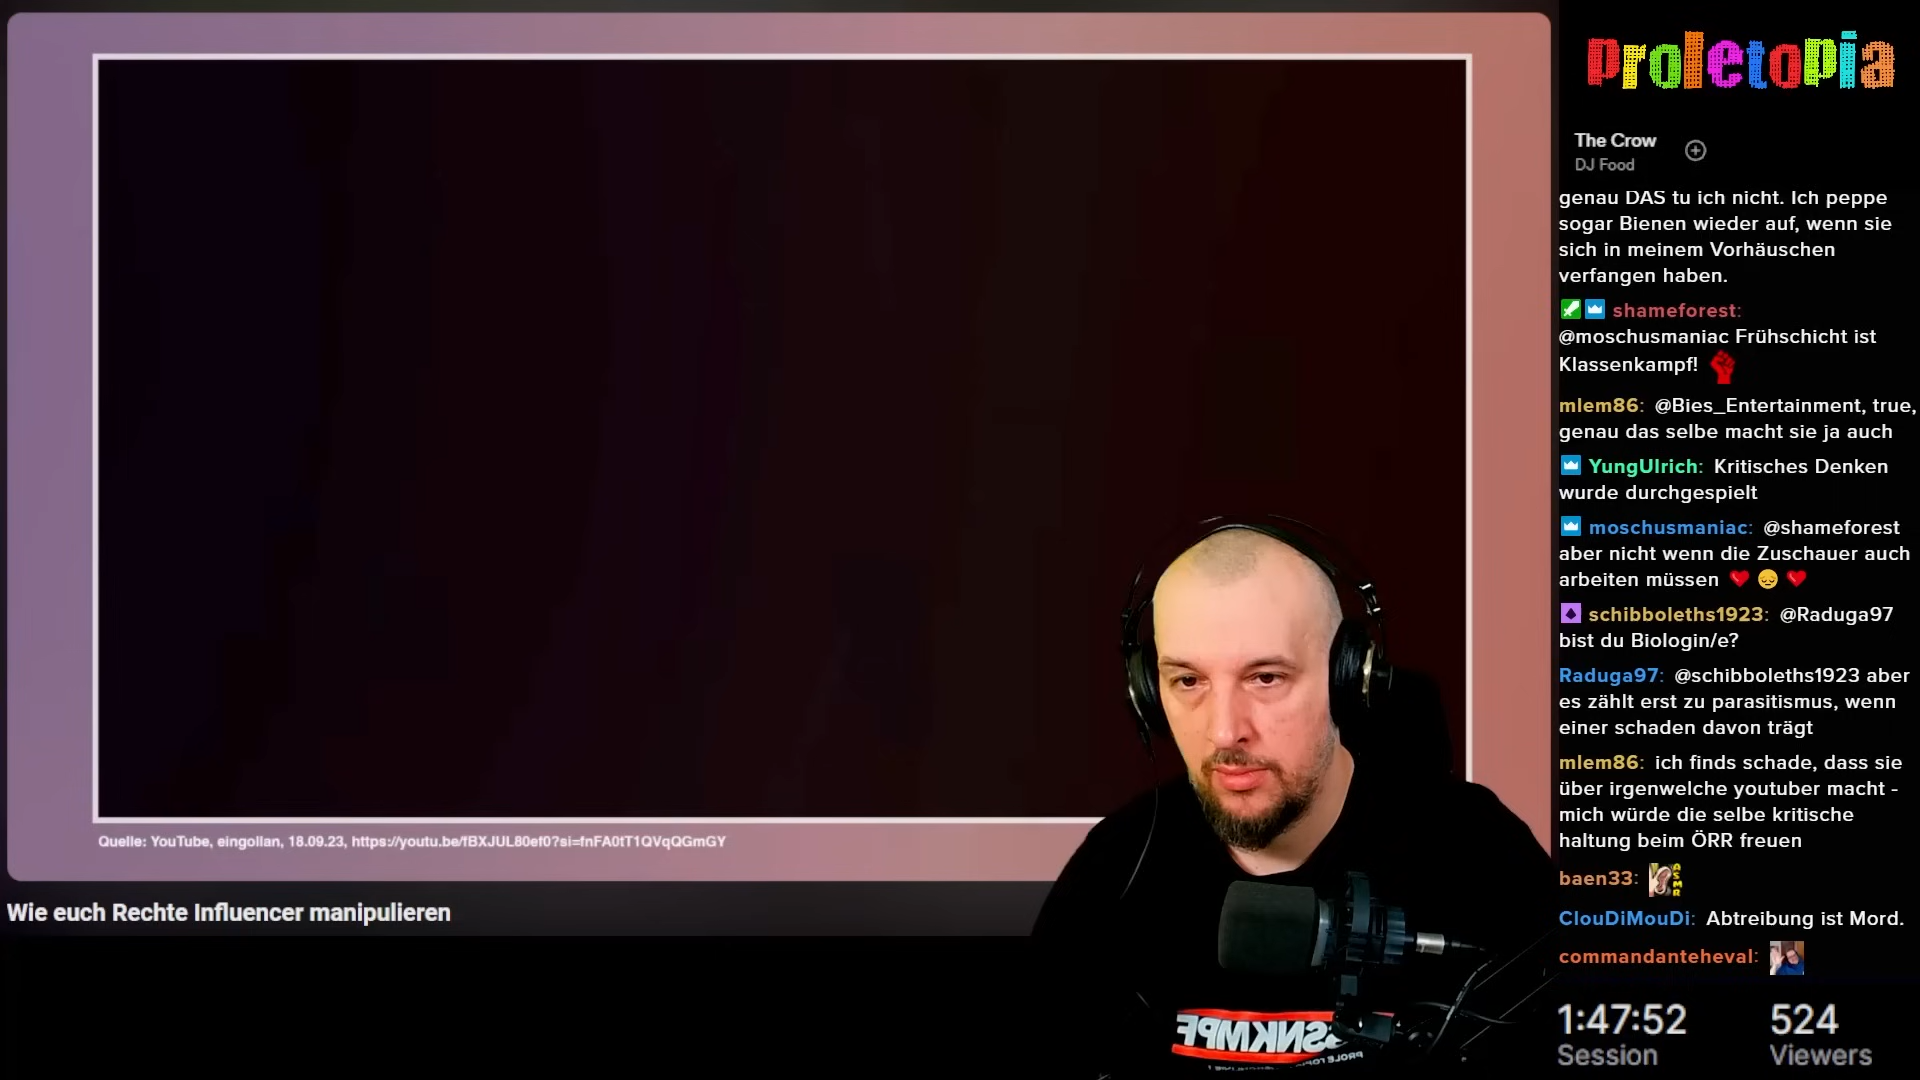 Proletopia
The Crow
DJ Food
genau DAS tu ich nicht. Ich peppe
sogar Bienen wieder auf, wenn sie
sich in meinem Vorhäuschen
verfangen haben.
shameforest:
@moschusmaniac Frühschicht ist
Klassenkampf!
mlem86: @Bies_Entertainment, true,
genau das selbe macht sie ja auch
YungUlrich: Kritisches Denken
wurde durchgespielt
moschusmaniac: @shameforest
aber nicht wenn die Zuschauer auch
arbeiten müssen
schibboleths1923: @Raduga97
bist du Biologin/e?
Raduga97: @schibboleths1923 aber
es zählt erst zu parasitismus, wenn
einer schaden davon trägt
mlem86: ich finds schade, dass sie
über irgenwelche youtuber macht -
mich würde die selbe kritische
haltung beim ÖRR freuen
baen33:
ASMR
ClouDiMouDi: Abtreibung ist Mord.
commandanteheval:
1:47:52
Session
524
Viewers
Quelle: YouTube, eingollan, 18.09.23, https://youtu.be/fBXJUL80ef0?si=fnFA0tT1QVqQGmGY
Wie euch Rechte Influencer manipulieren
SSNKMPF